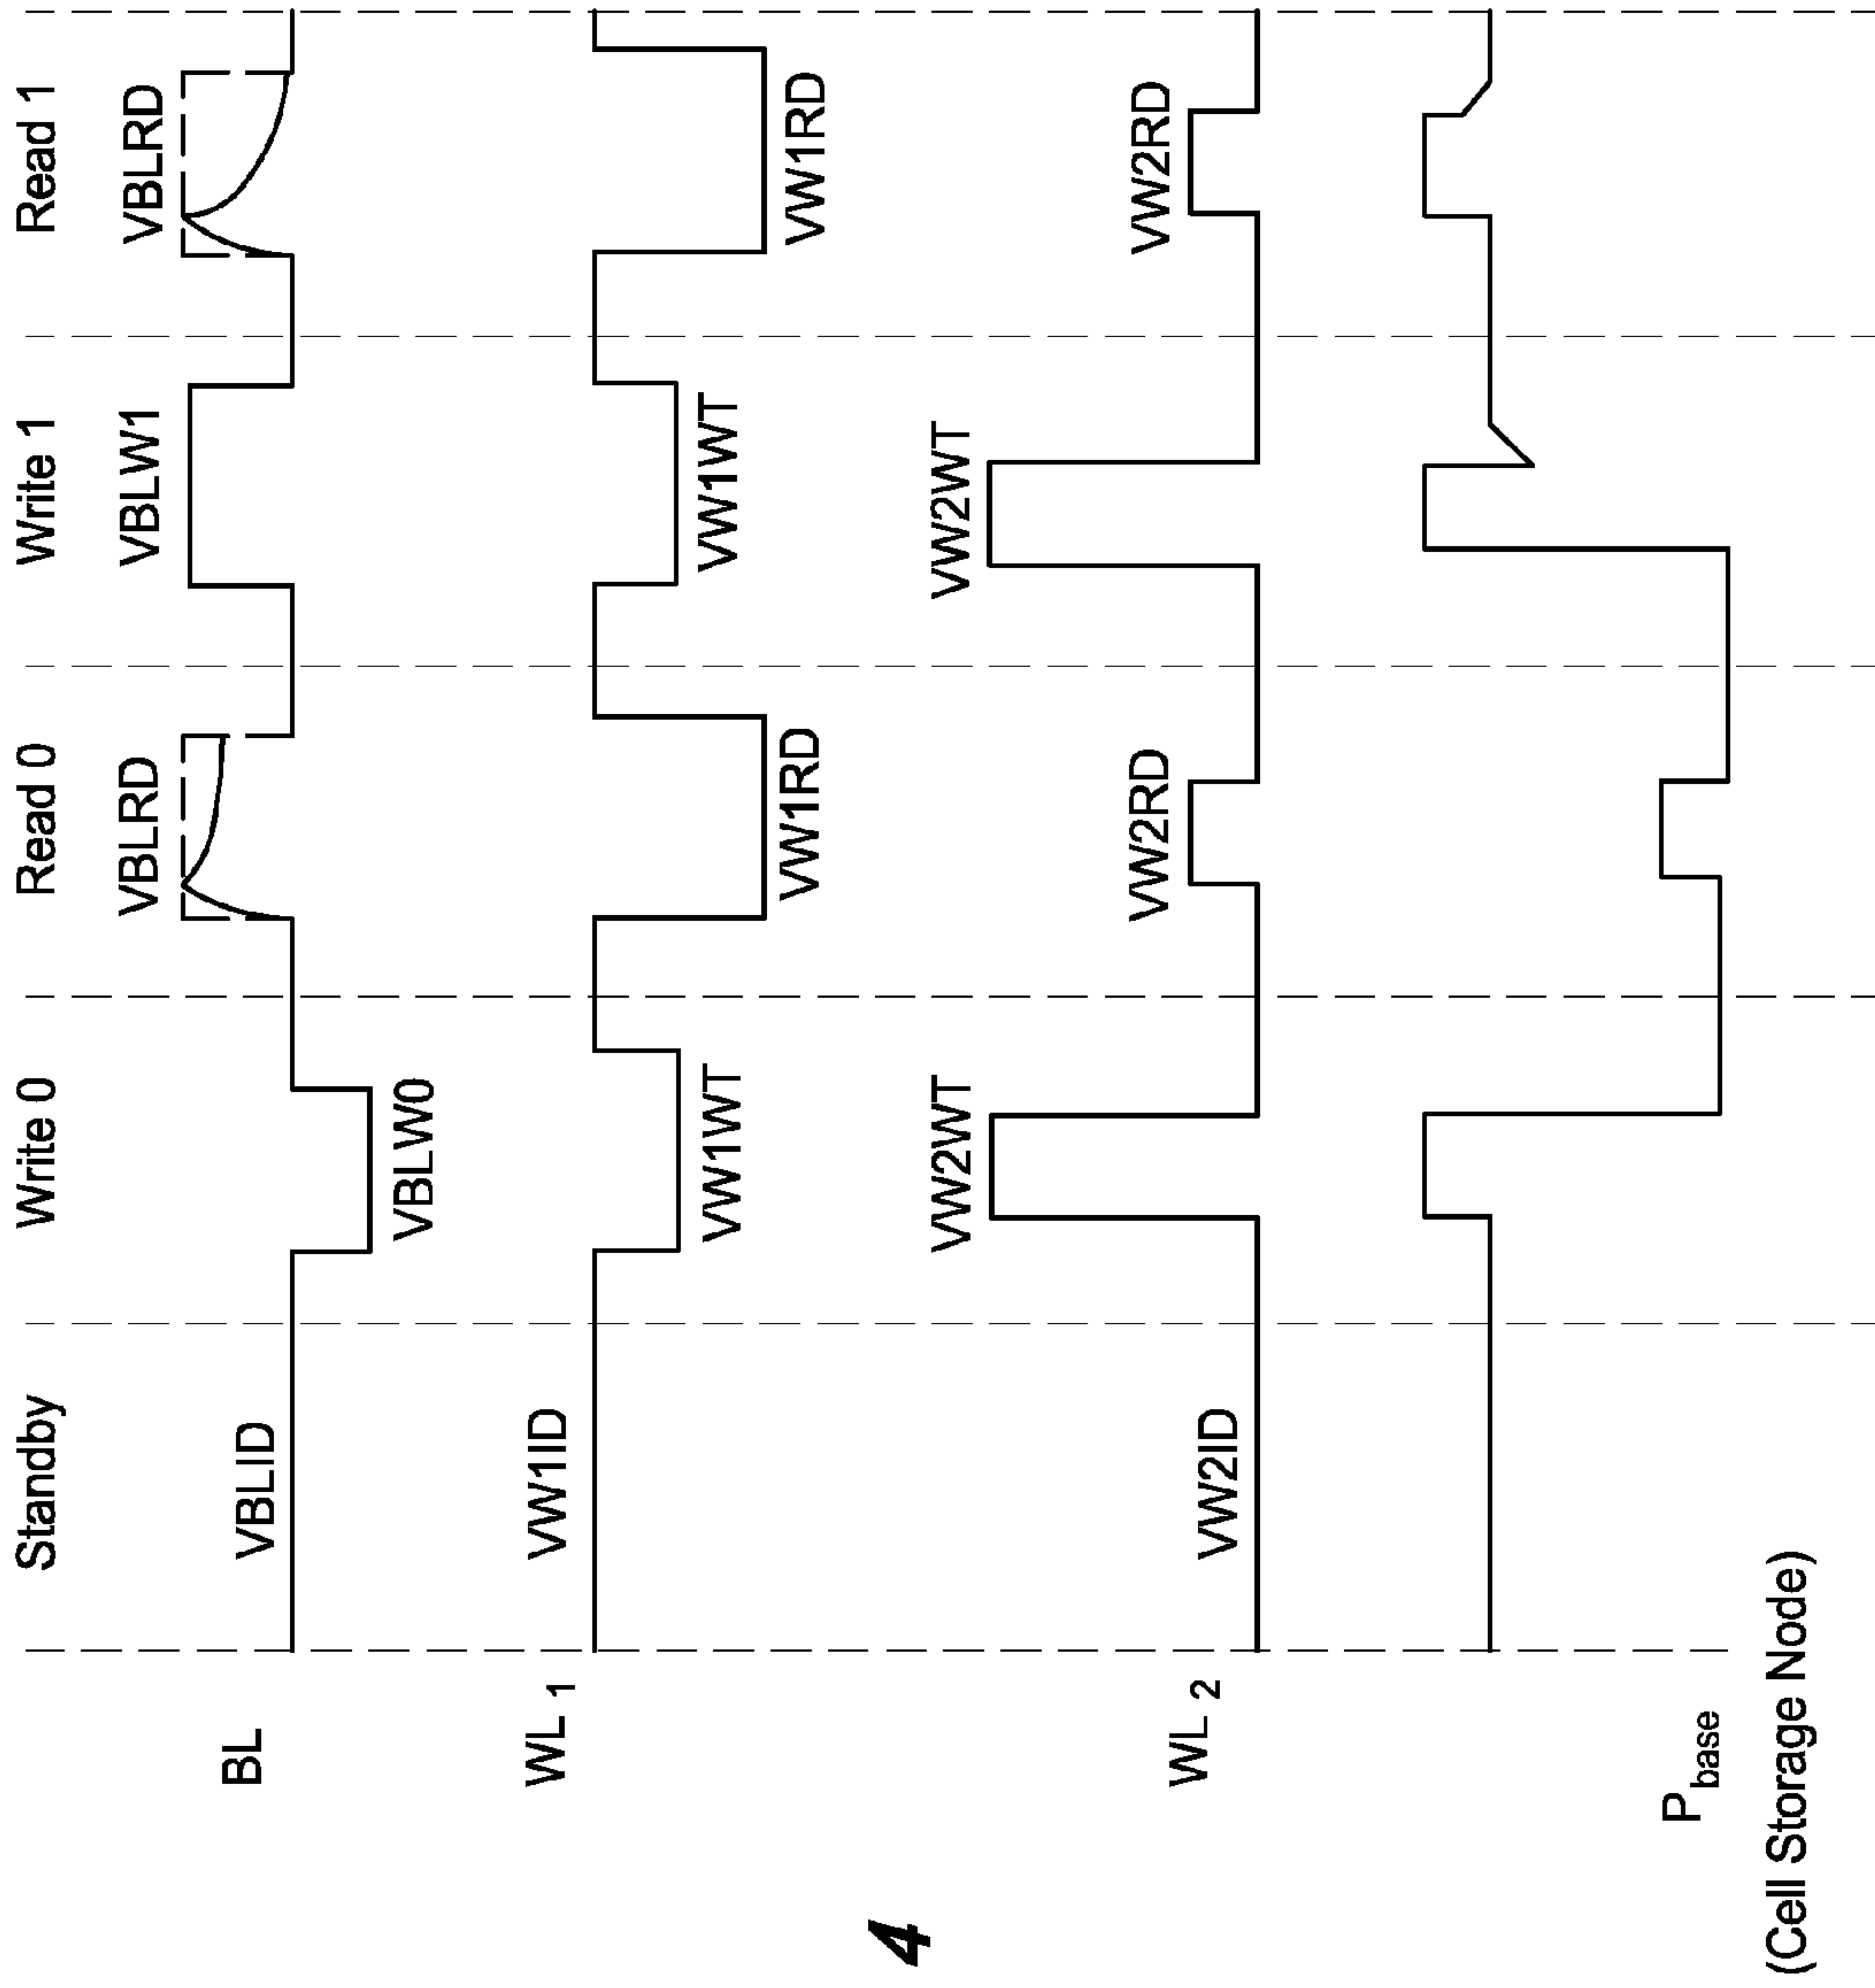 Standby Write 0 Read 0 Write 1 Read 1
BL
VBLID
VBLW0
VBLRD
VBLW1
VBLRD
WL 1
VW1ID
VW1WT
VW1RD
VW1WT
VW1RD
WL 2
VW2ID
VW2WT
VW2RD
VW2WT
VW2RD
P base
(Cell Storage Node)
4